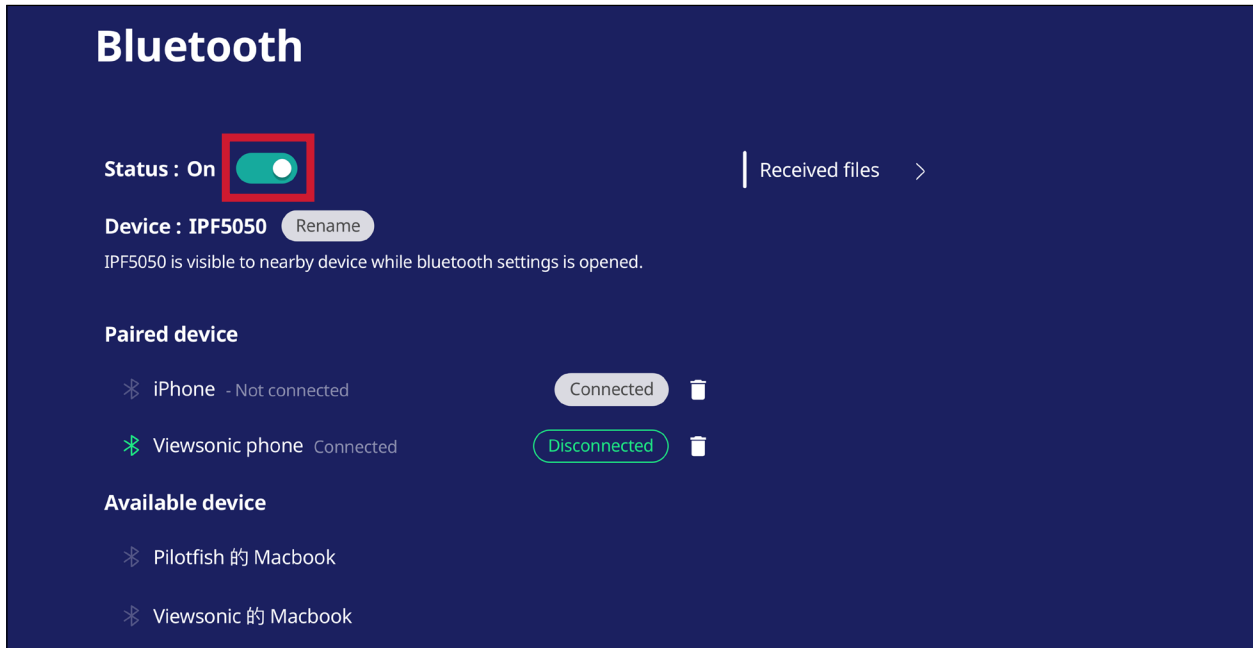 Bluetooth
Status : On
Received files
Device : IPF5050 Rename
IPF5050 is visible to nearby device while bluetooth settings is opened.
Paired device
iPhone - Not connected Connected
Viewsonic phone Connected Disconnected
Available device
Pilotfish 的 Macbook
Viewsonic 的 Macbook